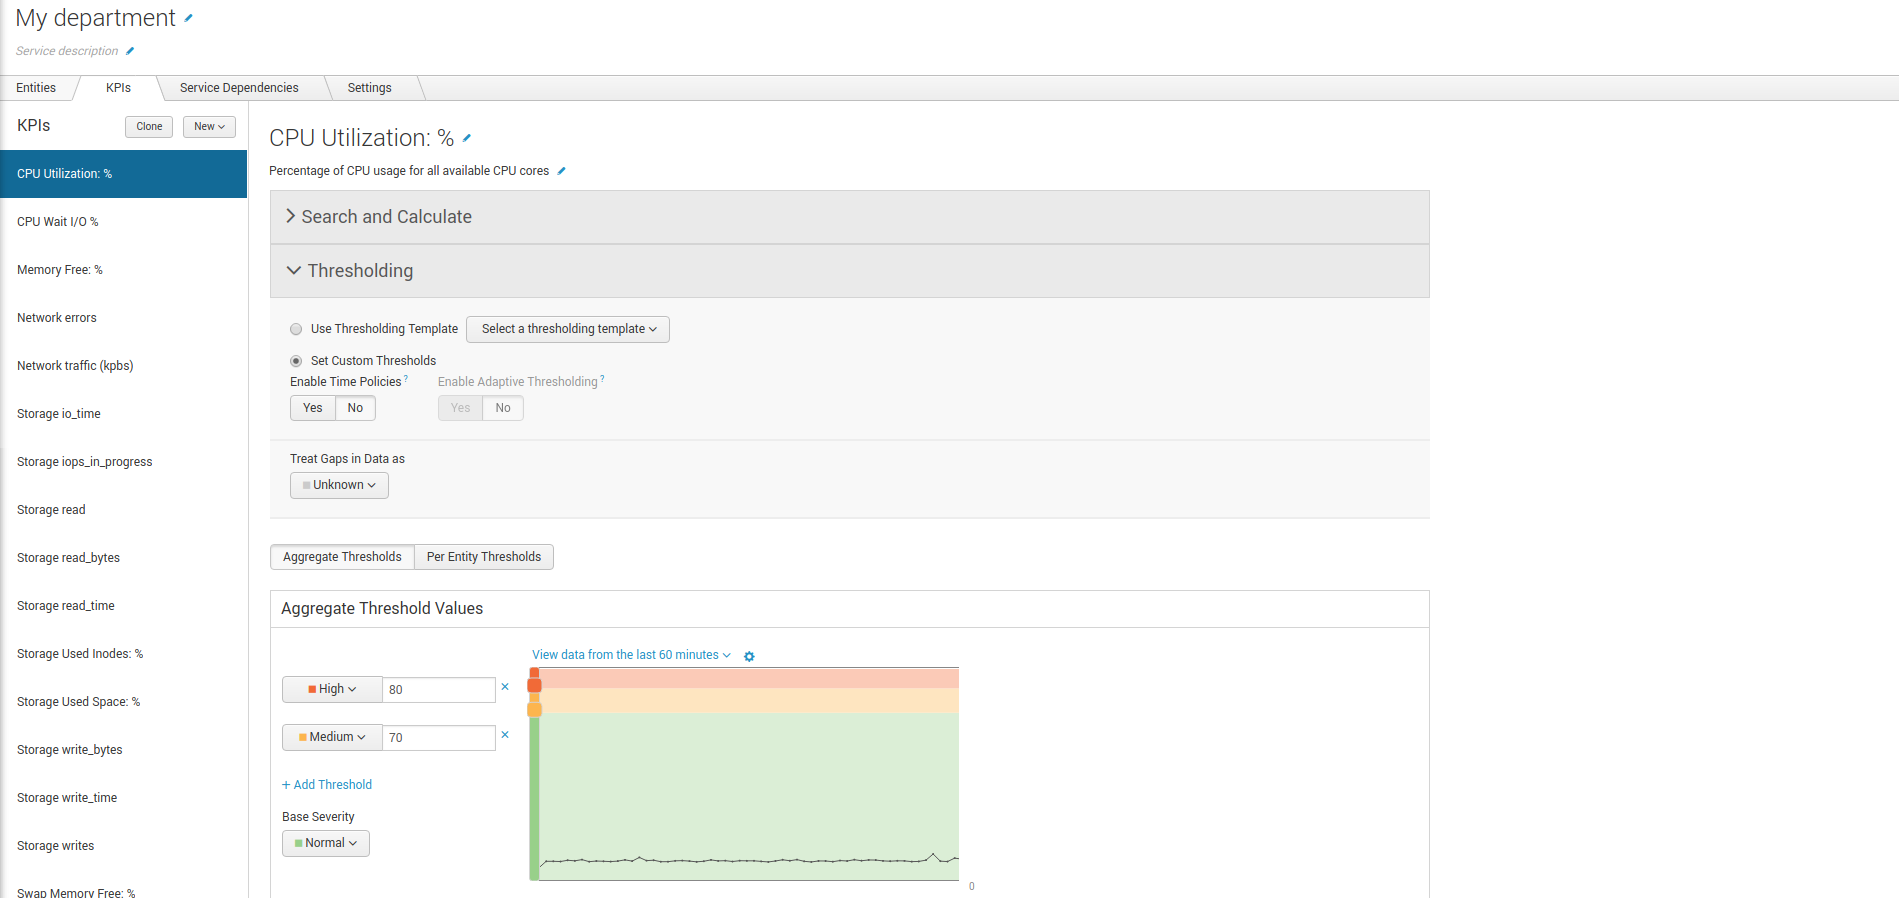 My department
Service description
Entities
KPIs
Service Dependencies
Settings
KPIs
Clone
New
CPU Utilization: %
CPU Wait I/O %
Memory Free: %
Network errors
Network traffic (kpbs)
Storage io_time
Storage iops_in_progress
Storage read
Storage read_bytes
Storage read_time
Storage Used Inodes: %
Storage Used Space: %
Storage write_bytes
Storage write_time
Storage writes
Swap Memory Free: %
CPU Utilization: %
Percentage of CPU usage for all available CPU cores
Search and Calculate
Thresholding
Use Thresholding Template
Select a thresholding template
Set Custom Thresholds
Enable Time Policies ?
Enable Adaptive Thresholding ?
Yes
No
Yes
No
Treat Gaps in Data as
Unknown
Aggregate Thresholds
Per Entity Thresholds
Aggregate Threshold Values
View data from the last 60 minutes
High
80
Medium
70
+ Add Threshold
Base Severity
Normal
0